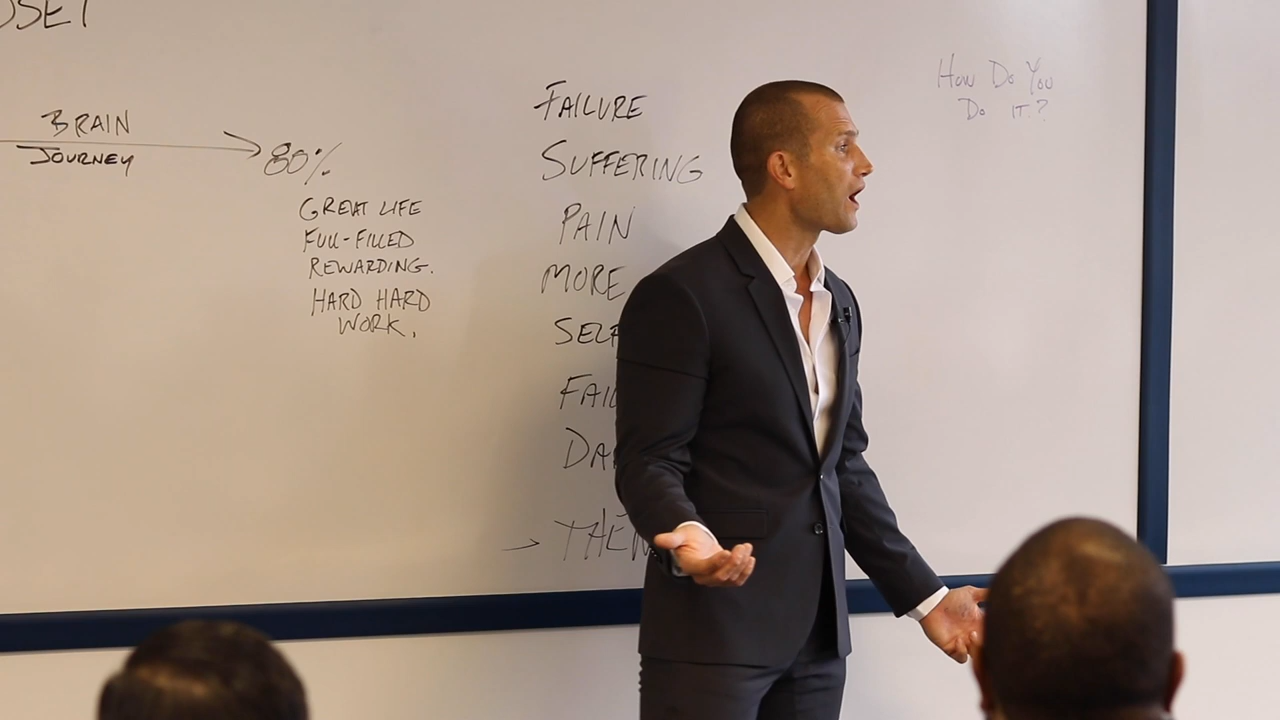 BRAIN
JOURNEY
80%
GREAT LIFE
FULL-FILLED
REWARDING.
HARD HARD
WORK.
FAILURE
SUFFERING
PAIN
MORE
How Do You
Do IT?